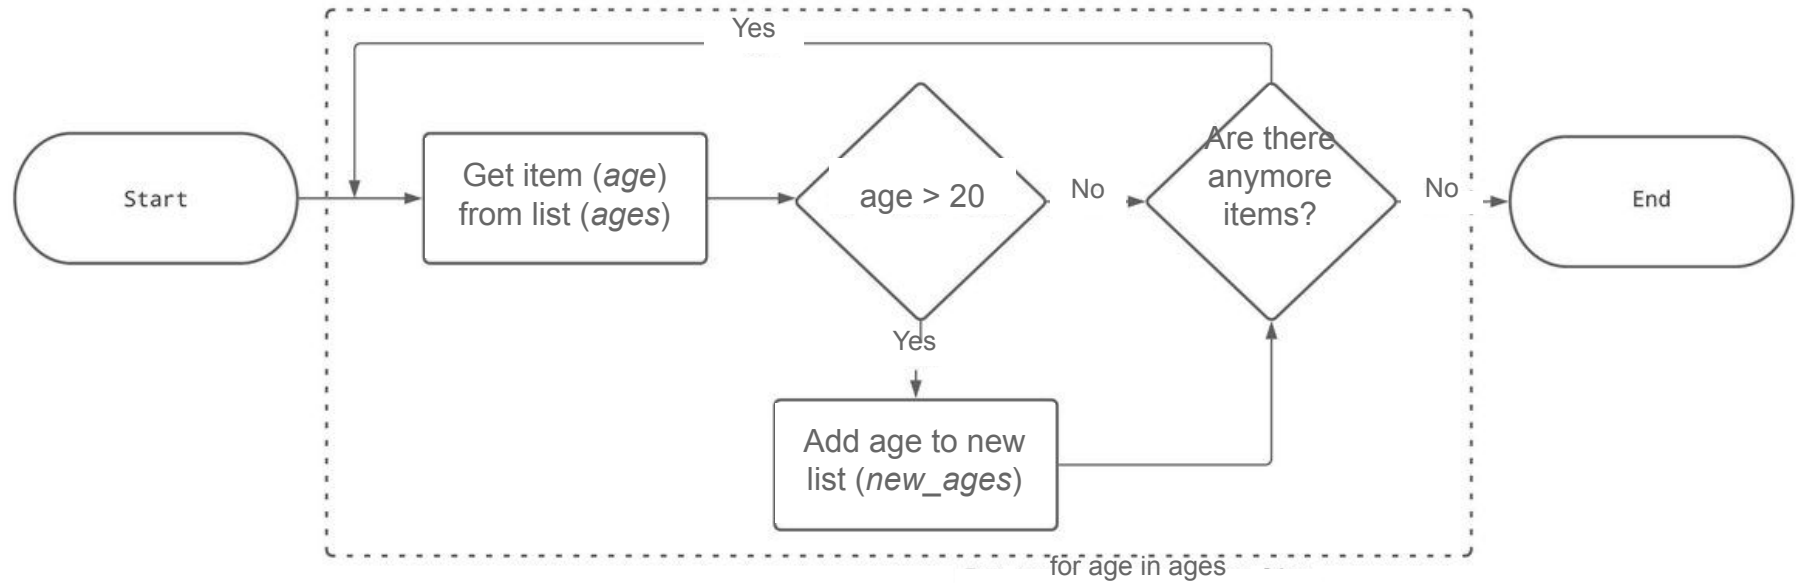 Yes
Start
Get item (age)
from list (ages)
age > 20
No
Are there
anymore
items?
No
End
Yes
Add age to new
list (new_ages)
for age in ages